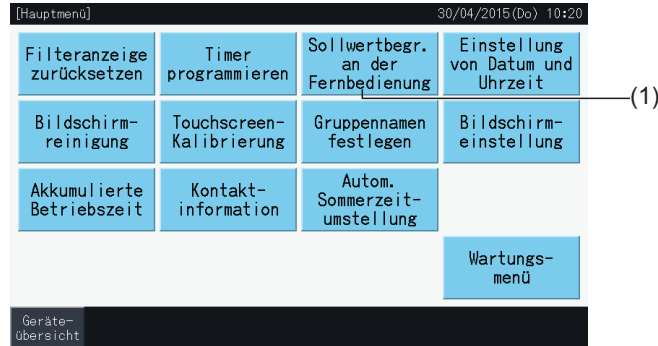 [Hauptmenü]
30/04/2015(Do) 10:20
Filteranzeige
zurücksetzen
Timer
programmieren
Sollwertbegr.
an der
Fernbedienung
Einstellung
von Datum und
Uhrzeit
(1)
Bildschirm-
reinigung
Touchscreen-
Kalibrierung
Gruppennamen
festlegen
Bildschirm-
einstellung
Akkumulierte
Betriebszeit
Kontakt-
information
Autom.
Sommerzeit-
umstellung
Wartungs-
menü
Geräte-
übersicht